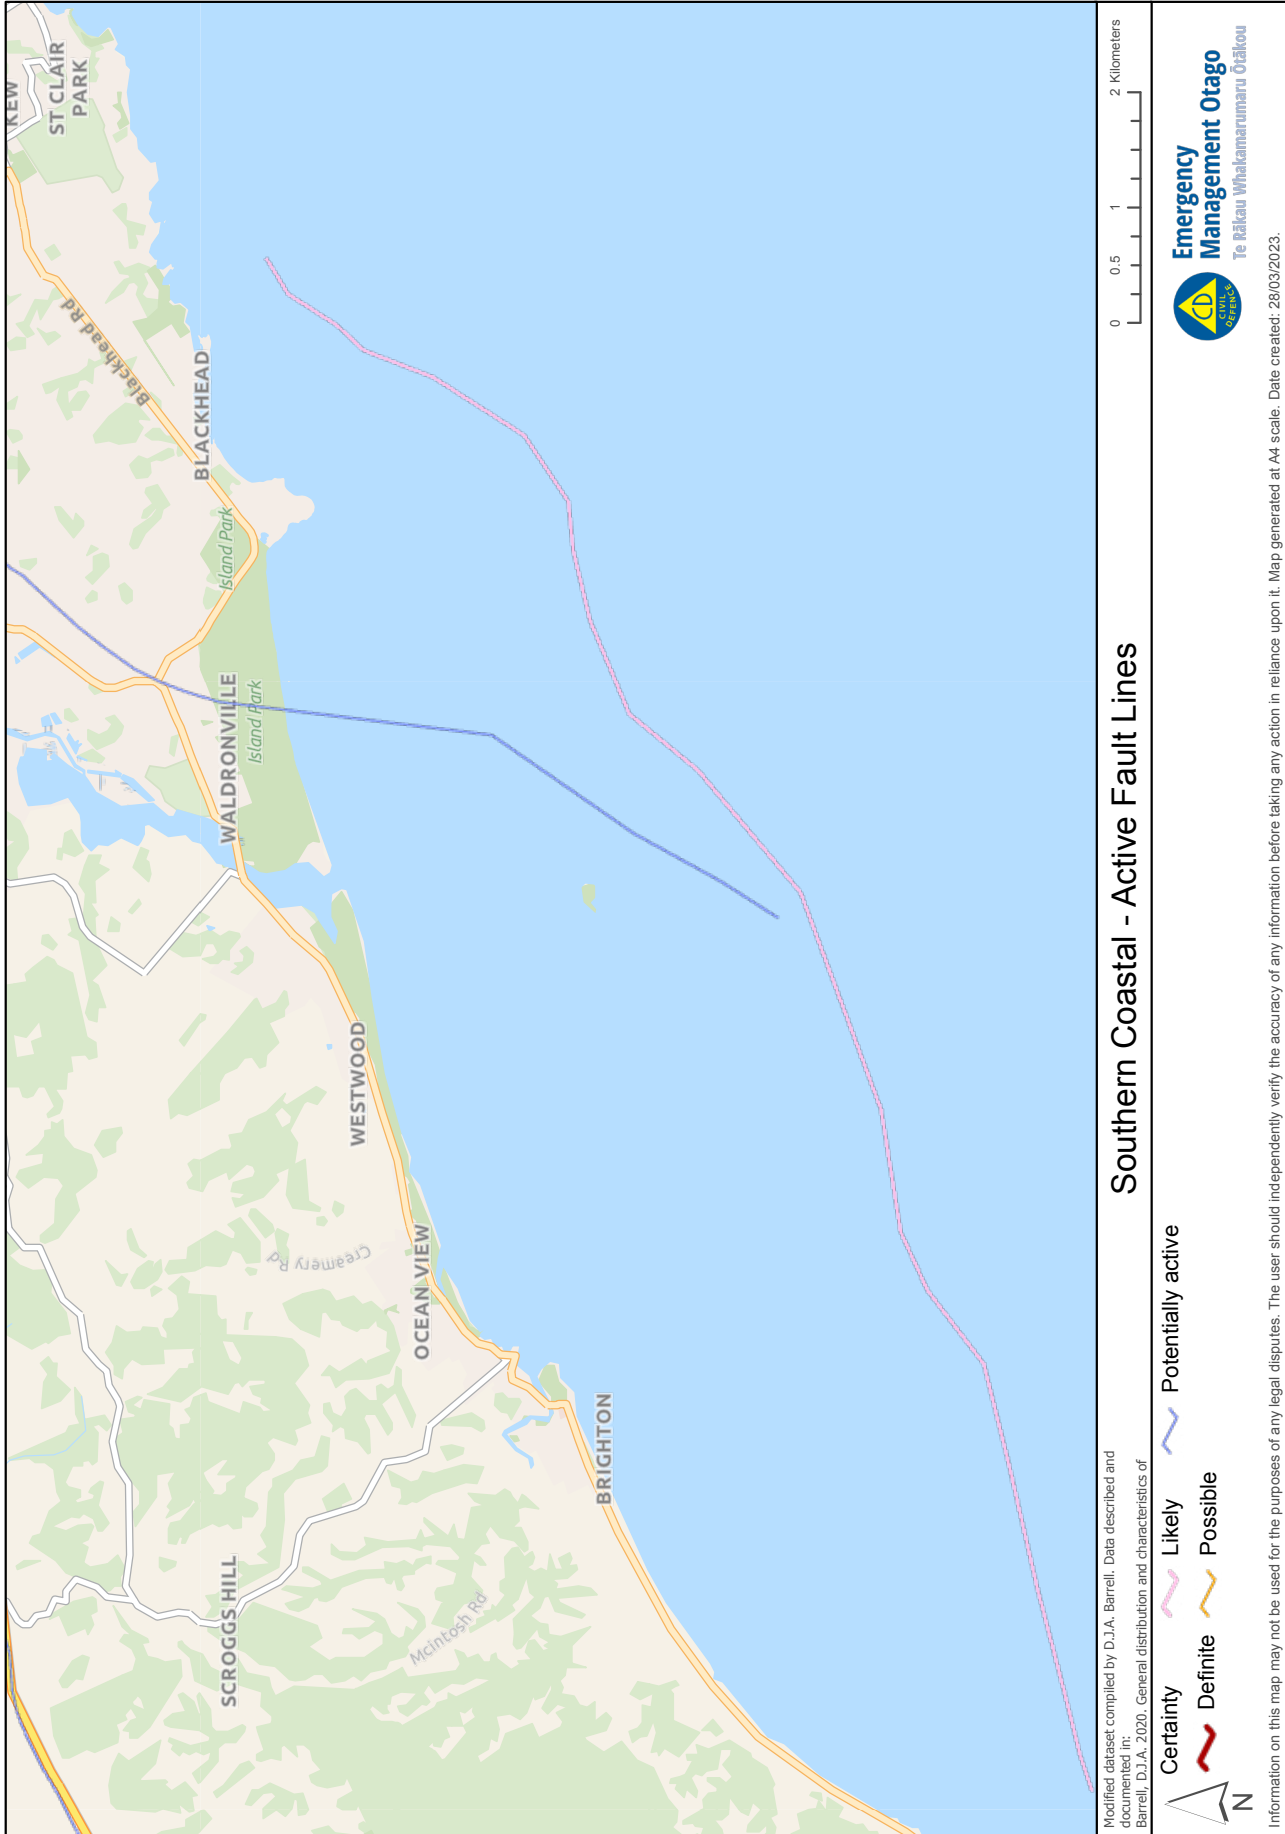 KEW
ST CLAIR
PARK
Blackhead Rd
BLACKHEAD
Island Park
WALDRONVILLE
Island Park
WESTWOOD
Creamery Rd
OCEAN VIEW
BRIGHTON
SCROGGS HILL
Mcintosh Rd
Modified dataset compiled by D.J.A. Barrell. Data described and
documented in:
Barrell, D.J.A. 2020. General distribution and characteristics of
Southern Coastal - Active Fault Lines
0 0.5 1 2 Kilometers
N
Certainty
Definite
Likely
Possible
Potentially active
CD
CIVIL
DEFENCE
Emergency
Management Otago
Te Rākau Whakamarumaru Ōtākou
Information on this map may not be used for the purposes of any legal disputes. The user should independently verify the accuracy of any information before taking any action in reliance upon it. Map generated at A4 scale. Date created: 28/03/2023.